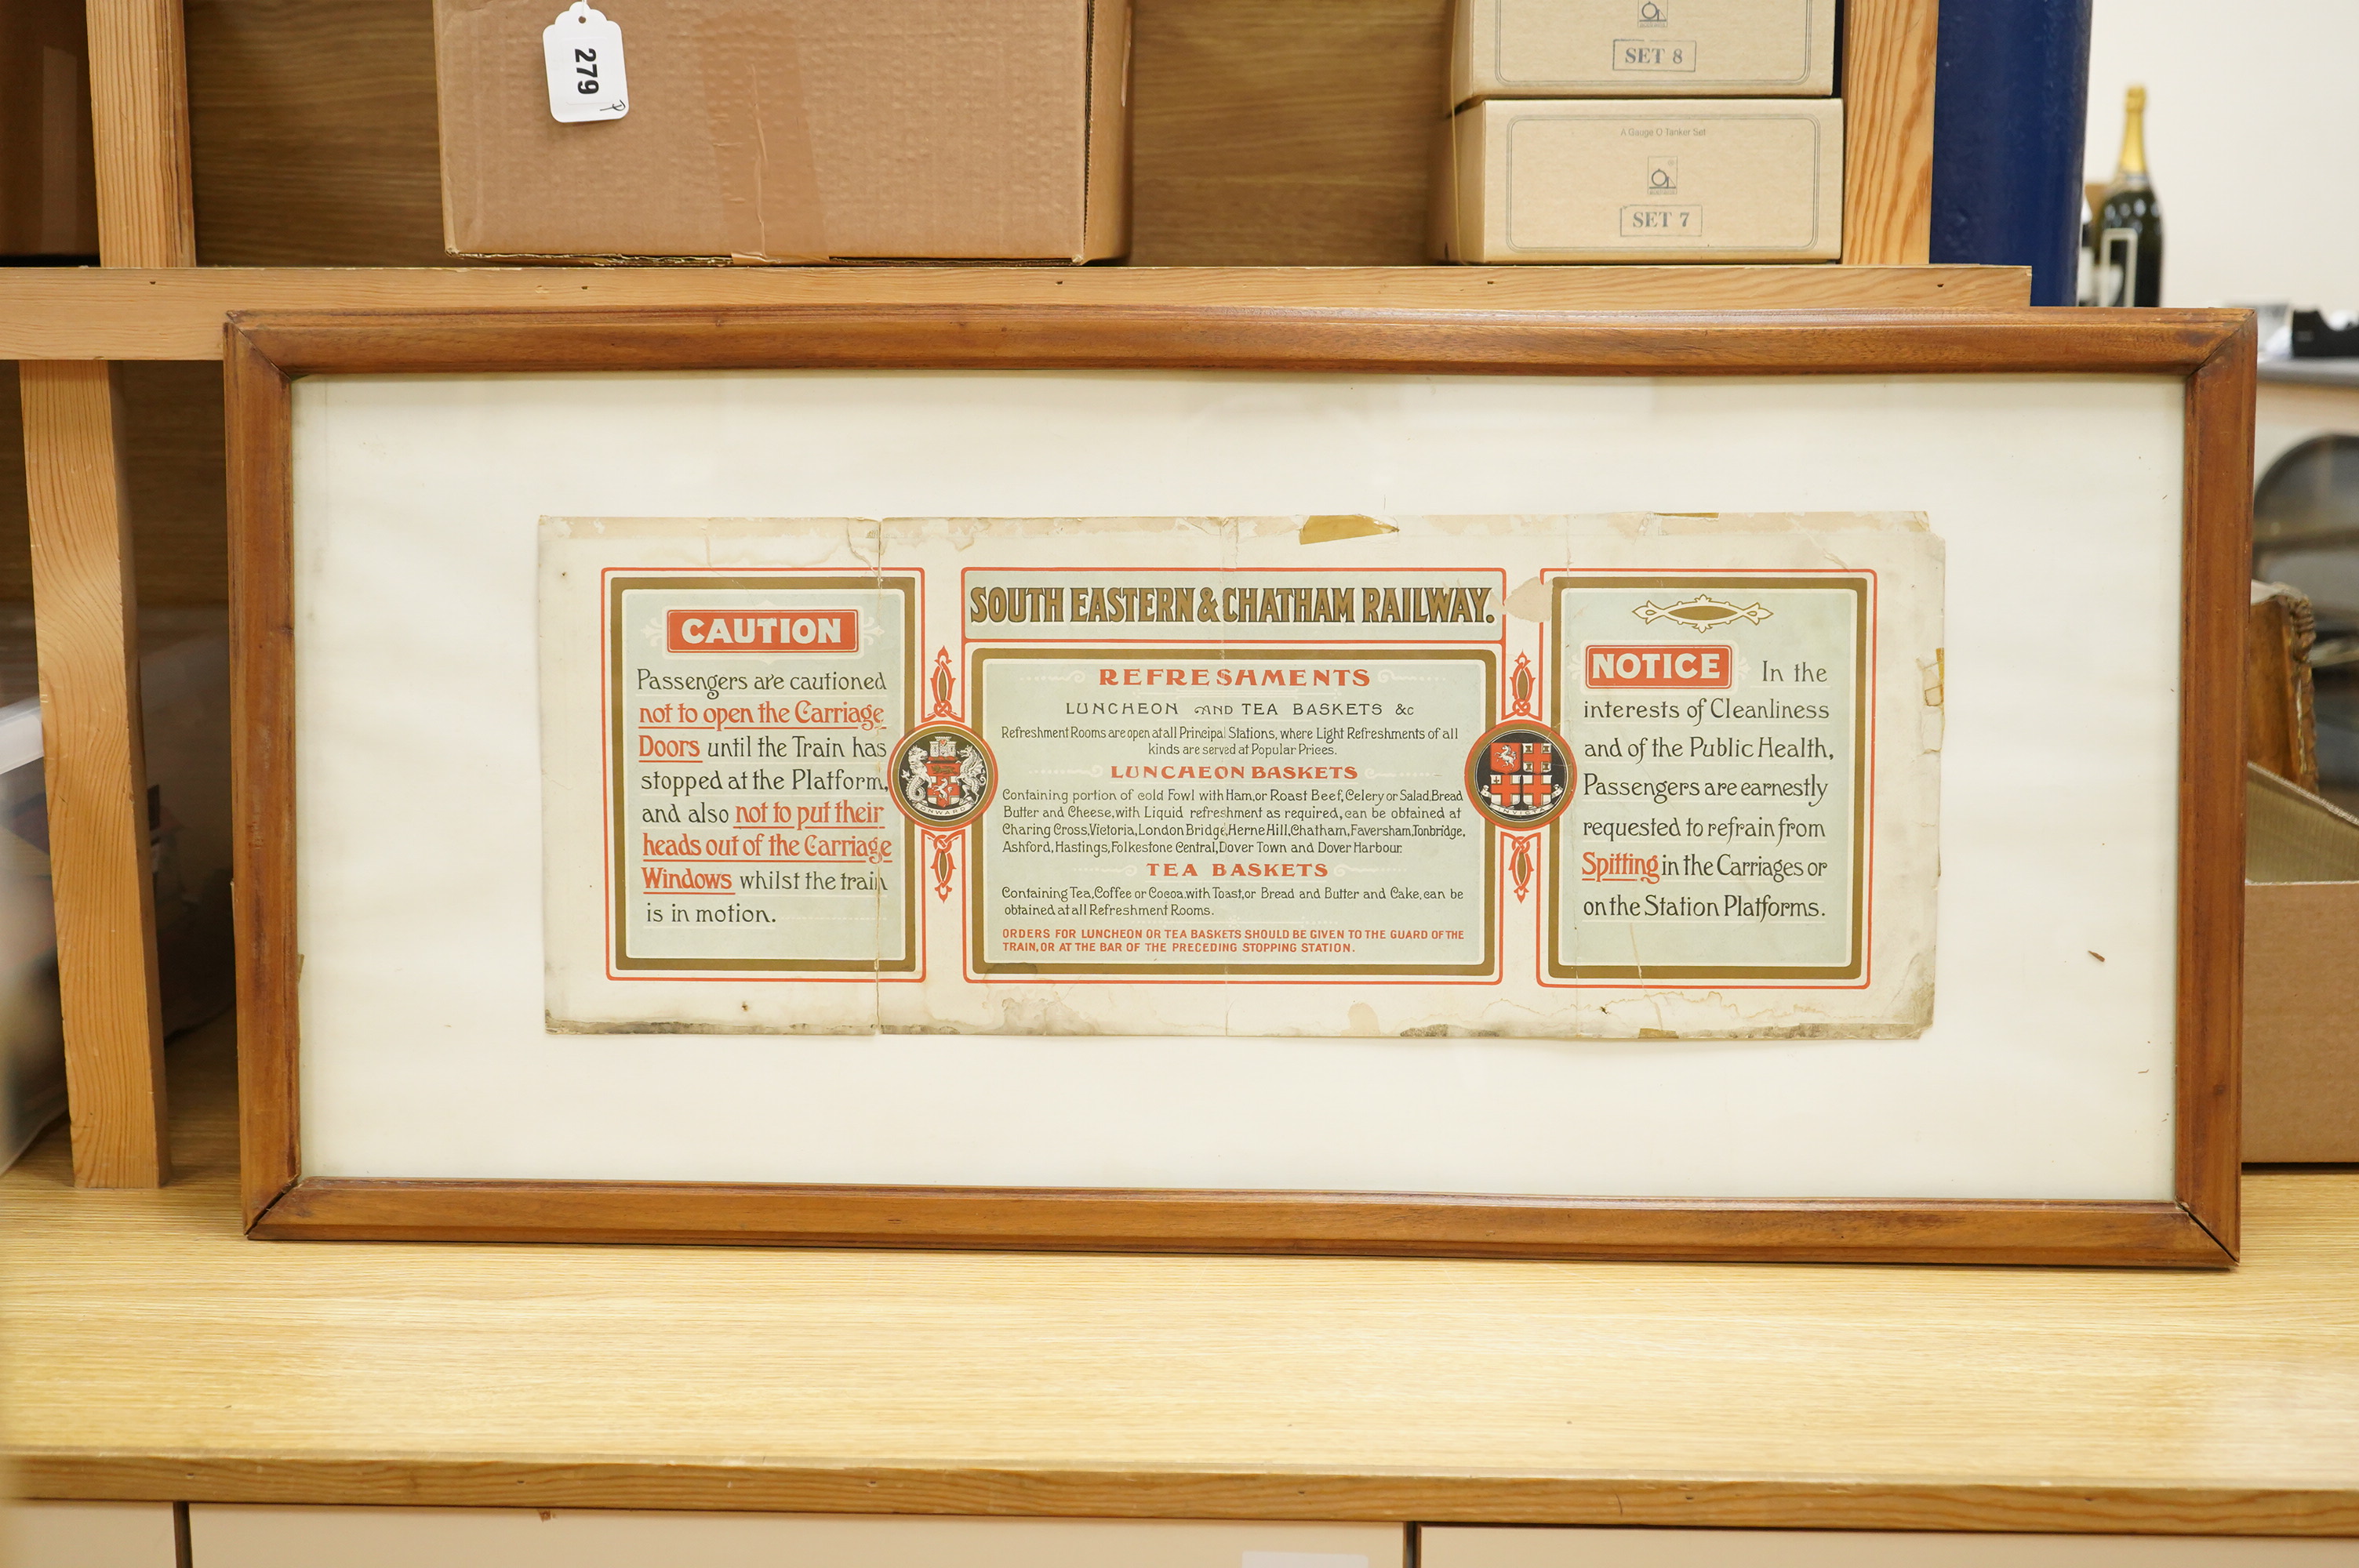 279
SET 8
A Gauge O Tanker Set
SET 7
CAUTION
Passengers are cautioned
not to open the Carriage
Doors until the Train has
stopped at the Platform,
and also not to put their
heads out of the Carriage
Windows whilst the train
is in motion.
ONWARD
SOUTH EASTERN & CHATHAM RAILWAY.
REFRESHMENTS
LUNCHEON AND TEA BASKETS &c
Refreshment Rooms are open at all Principal Stations, where Light Refreshments of all
kinds are served at Popular Prices.
LUNCHEON BASKETS
Containing portion of cold Fowl with Ham, or Roast Beef, Celery or Salad, Bread
Butter and Cheese, with Liquid refreshment as required, can be obtained at
Charing Cross, Victoria, London Bridge, Herne Hill, Chatham, Faversham, Tonbridge,
Ashford, Hastings, Folkestone Central, Dover Town and Dover Harbour.
TEA BASKETS
Containing Tea, Coffee or Cocoa, with Toast, or Bread and Butter and Cake, can be
obtained at all Refreshment Rooms.
ORDERS FOR LUNCHEON OR TEA BASKETS SHOULD BE GIVEN TO THE GUARD OF THE
TRAIN, OR AT THE BAR OF THE PRECEDING STOPPING STATION.
INVICTA
NOTICE In the
interests of Cleanliness
and of the Public Health,
Passengers are earnestly
requested to refrain from
Spitting in the Carriages or
on the Station Platforms.